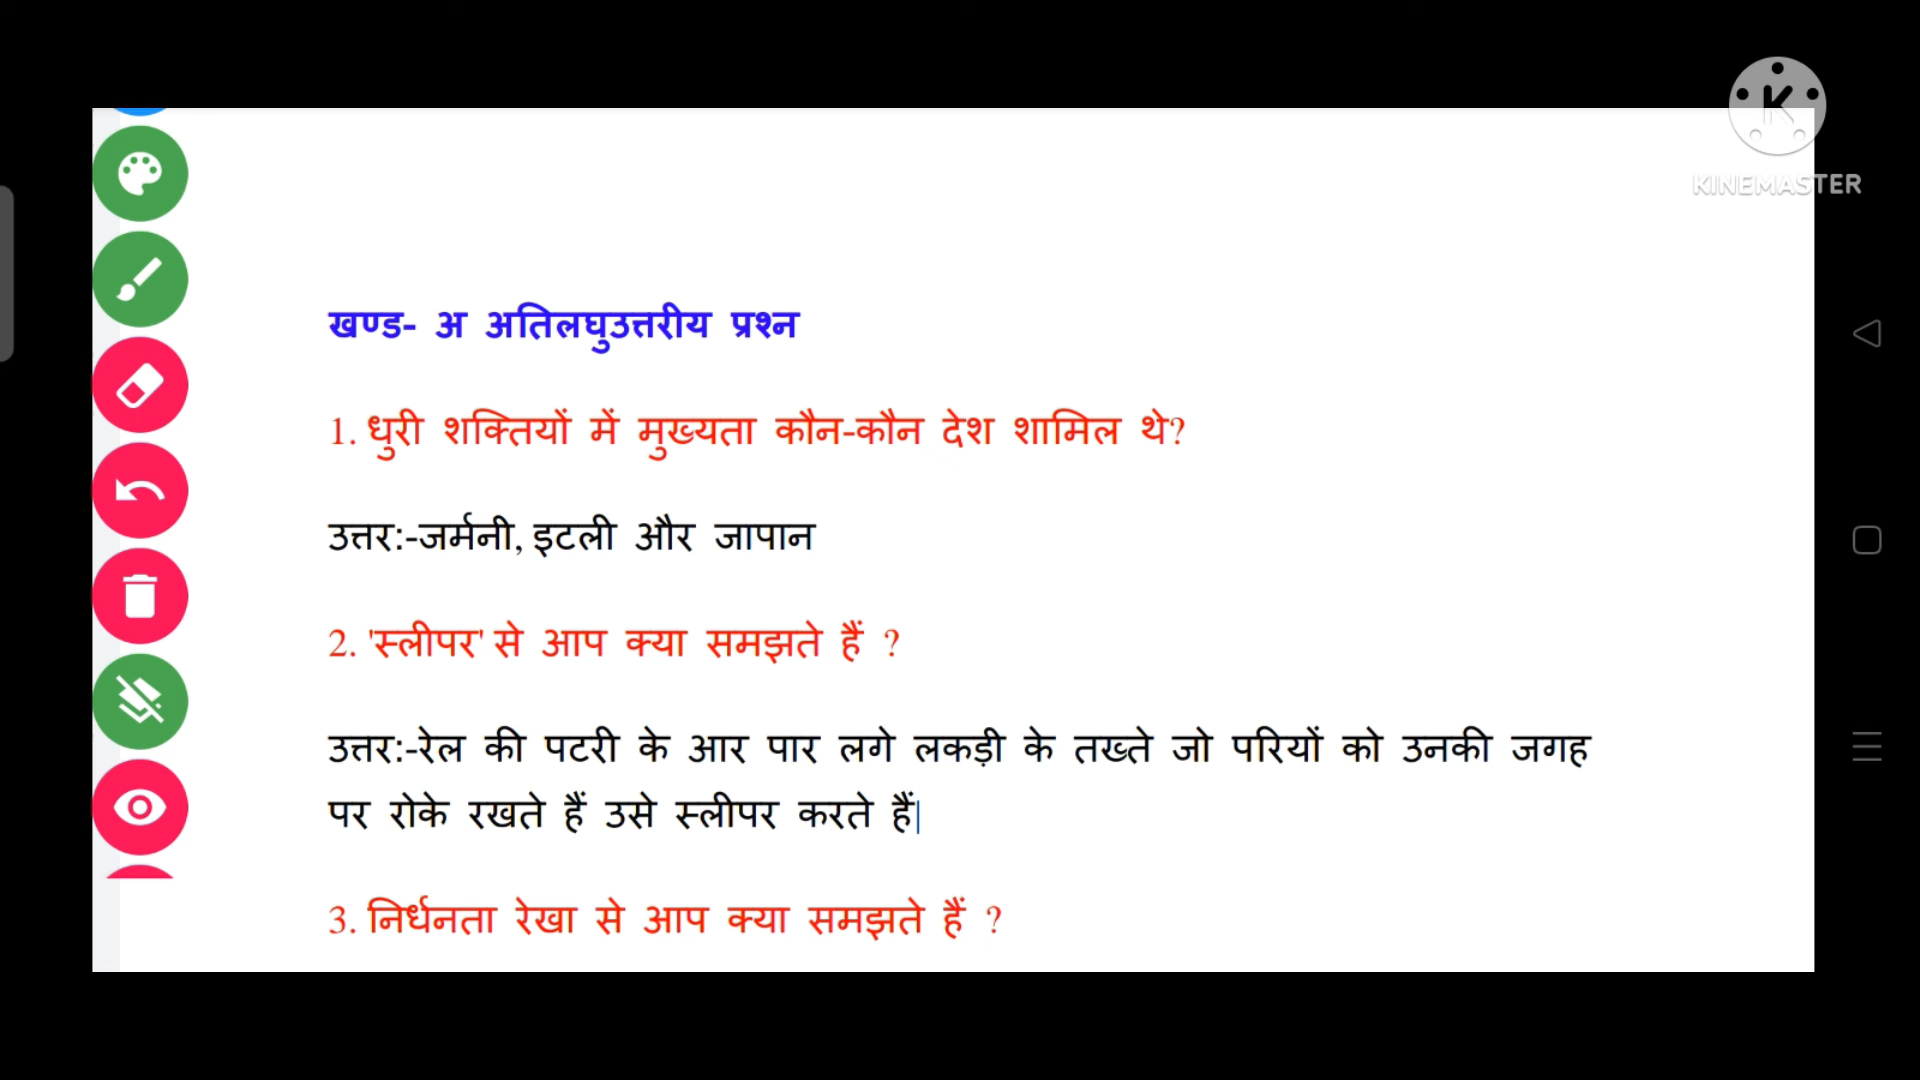 KINEMASTER
खण्ड- अ अतिलघुउत्तरीय प्रश्न
1. धुरी शक्तियों में मुख्यता कौन-कौन देश शामिल थे?
उत्तर:-जर्मनी, इटली और जापान
2. 'स्लीपर' से आप क्या समझते हैं ?
उत्तर:-रेल की पटरी के आर पार लगे लकड़ी के तख्ते जो परियों को उनकी जगह
पर रोके रखते हैं उसे स्लीपर करते हैं|
3. निर्धनता रेखा से आप क्या समझते हैं ?